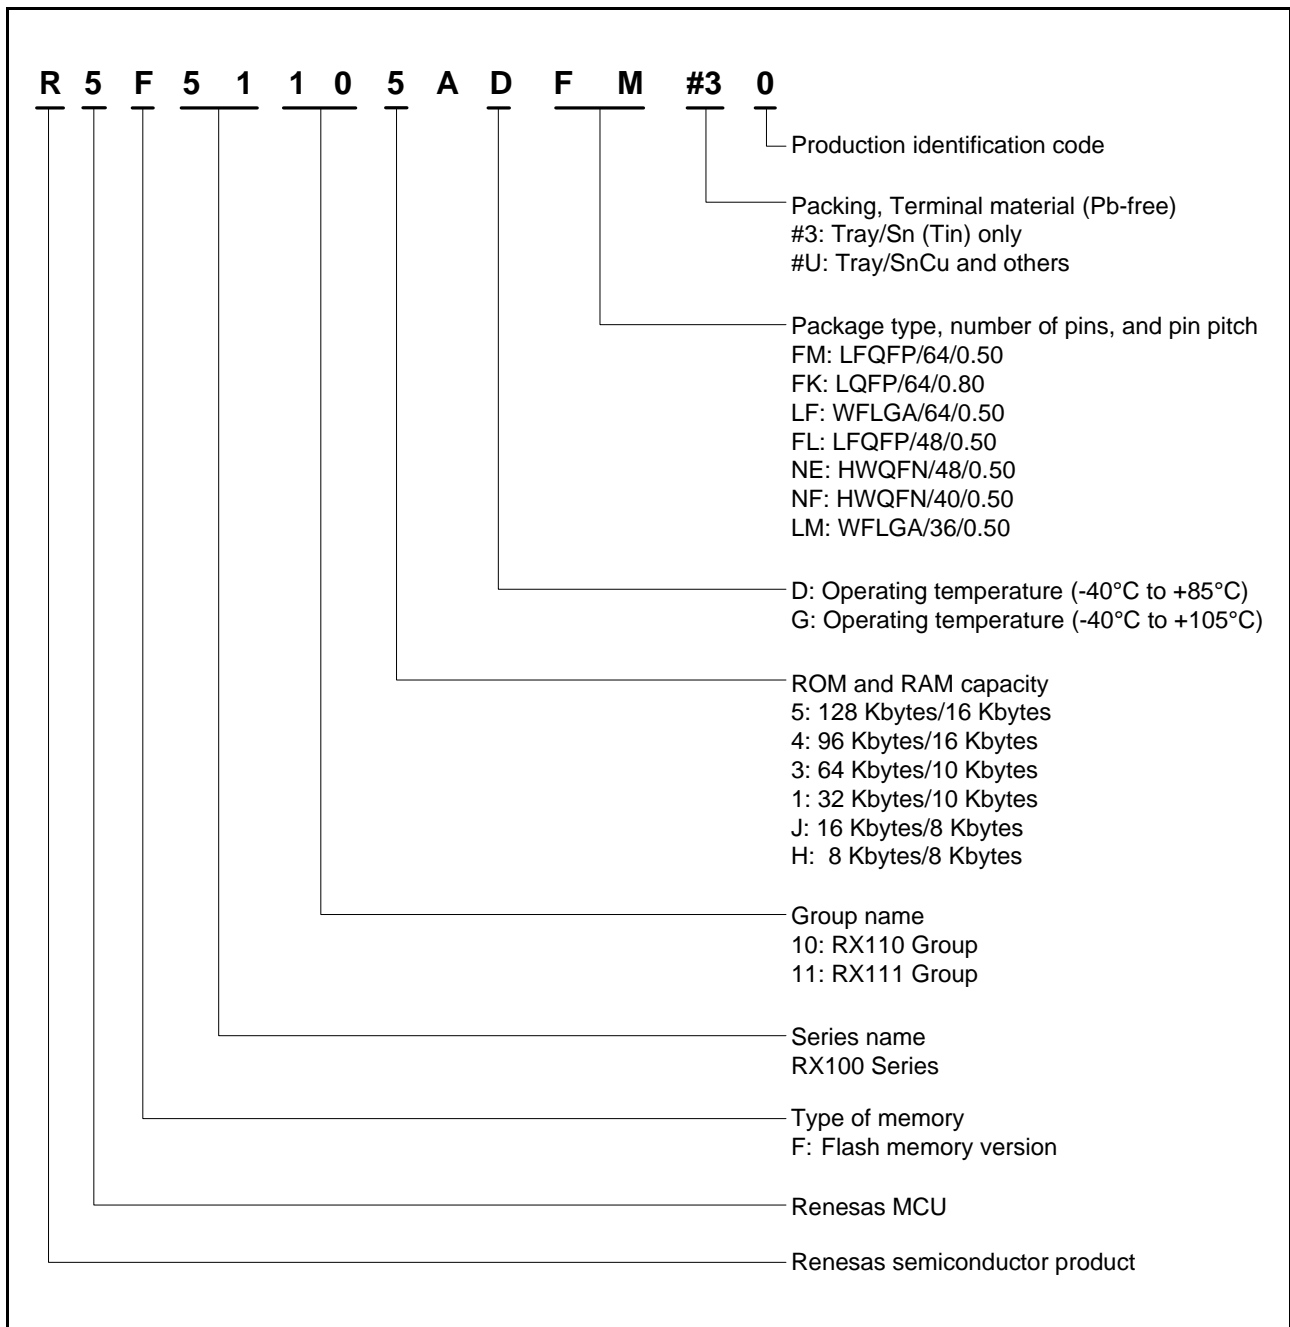 R 5 F 5 1 1 0 5 A D F M #3 0
Production identification code
Packing, Terminal material (Pb-free)
#3: Tray/Sn (Tin) only
#U: Tray/SnCu and others
Package type, number of pins, and pin pitch
FM: LFQFP/64/0.50
FK: LQFP/64/0.80
LF: WFLGA/64/0.50
FL: LFQFP/48/0.50
NE: HWQFN/48/0.50
NF: HWQFN/40/0.50
LM: WFLGA/36/0.50
D: Operating temperature (-40°C to +85°C)
G: Operating temperature (-40°C to +105°C)
ROM and RAM capacity
5: 128 Kbytes/16 Kbytes
4: 96 Kbytes/16 Kbytes
3: 64 Kbytes/10 Kbytes
1: 32 Kbytes/10 Kbytes
J: 16 Kbytes/8 Kbytes
H: 8 Kbytes/8 Kbytes
Group name
10: RX110 Group
11: RX111 Group
Series name
RX100 Series
Type of memory
F: Flash memory version
Renesas MCU
Renesas semiconductor product